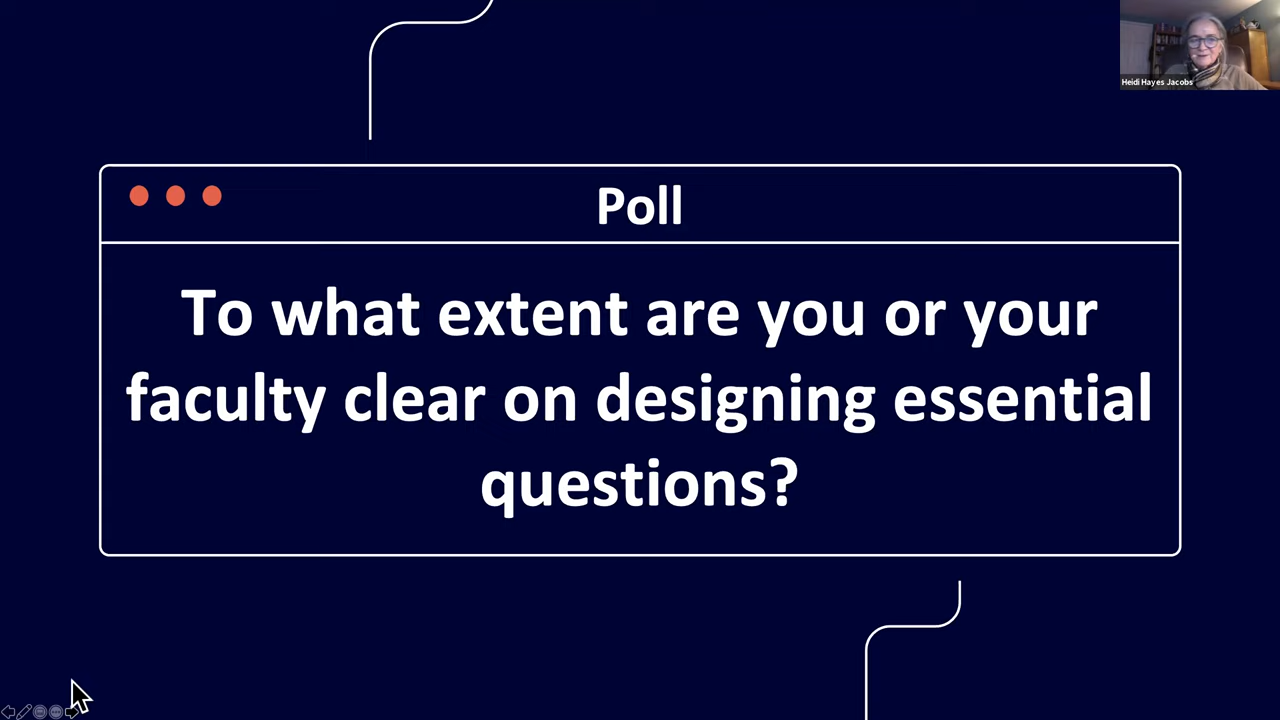 Heidi Hayes Jacobs
Poll
To what extent are you or your
faculty clear on designing essential
questions?